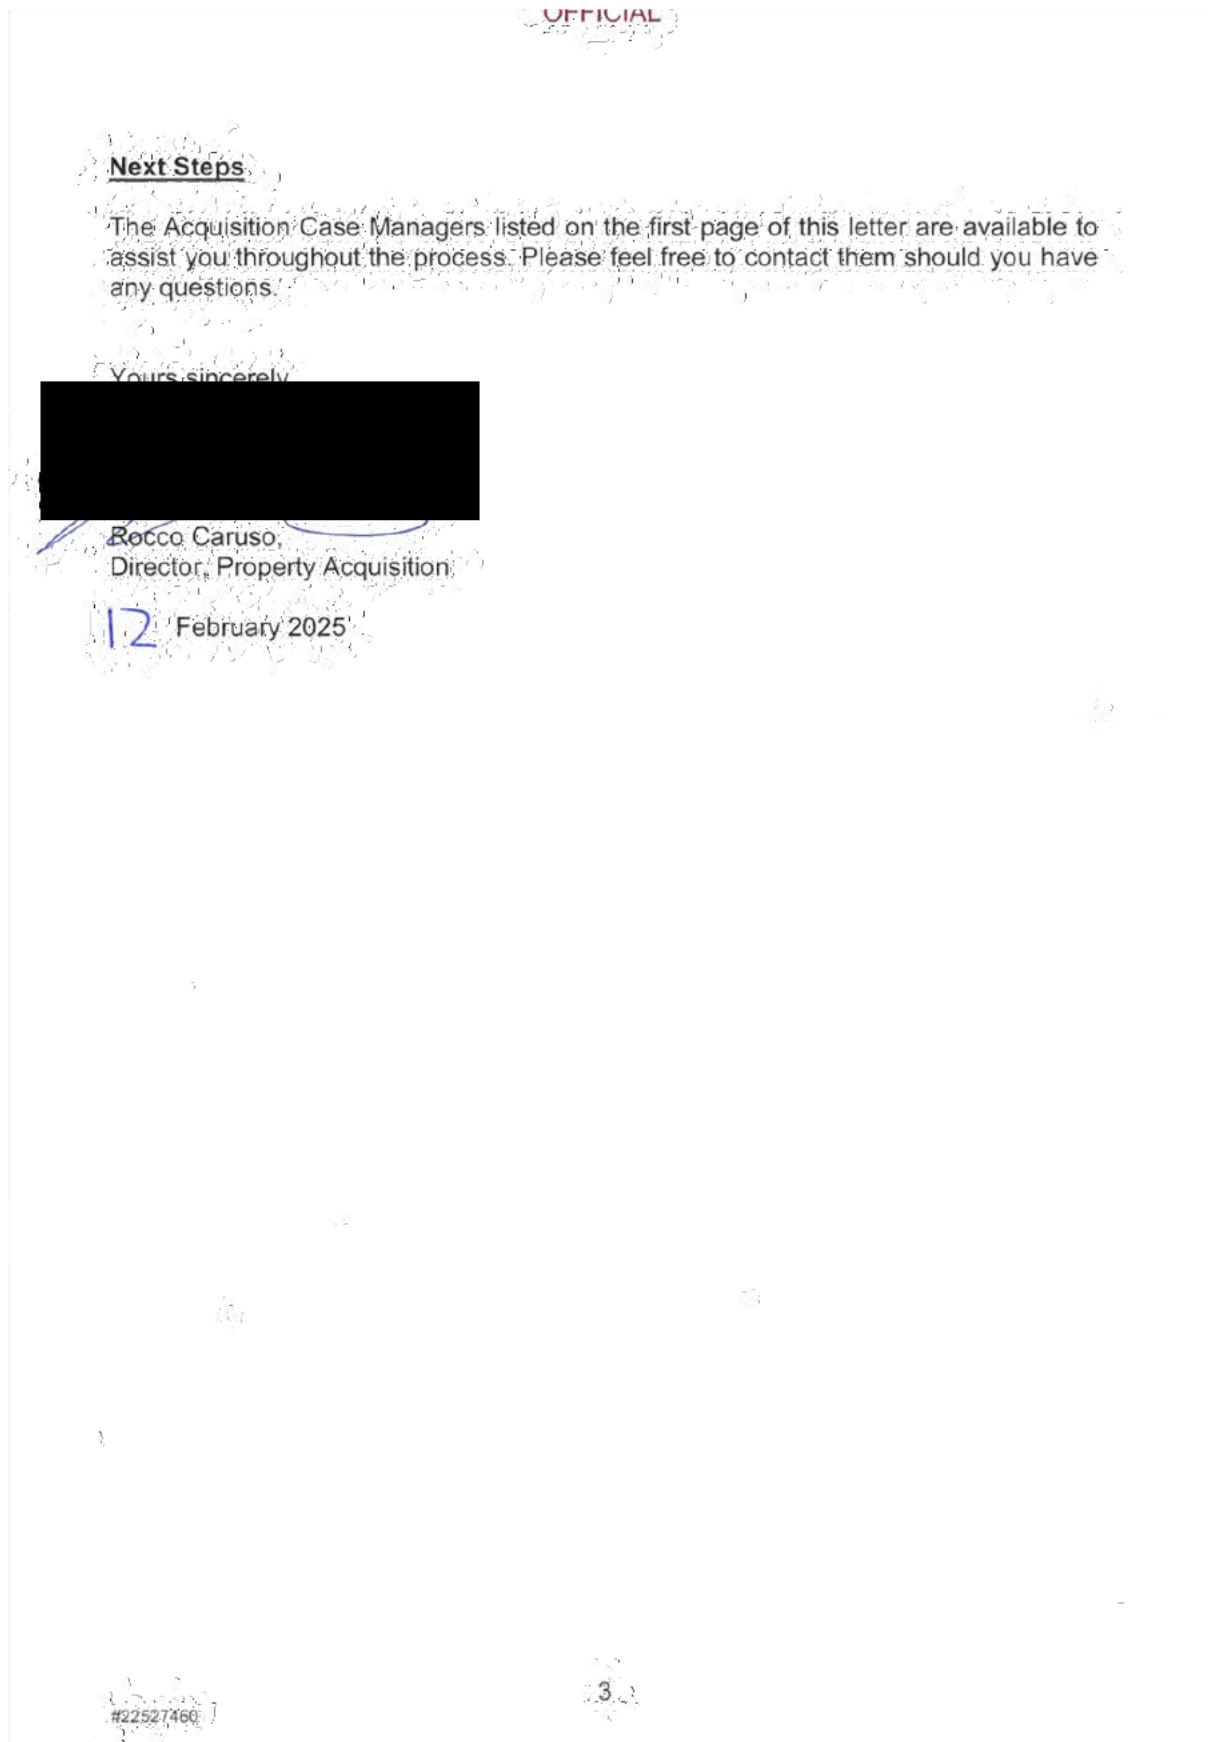 OFFICIAL
Next Steps
The Acquisition Case Managers listed on the first page of this letter are available to
assist you throughout the process. Please feel free to contact them should you have
any questions.
Yours sincerely
Rocco Caruso,
Director, Property Acquisition
12 February 2025
3
#22527460